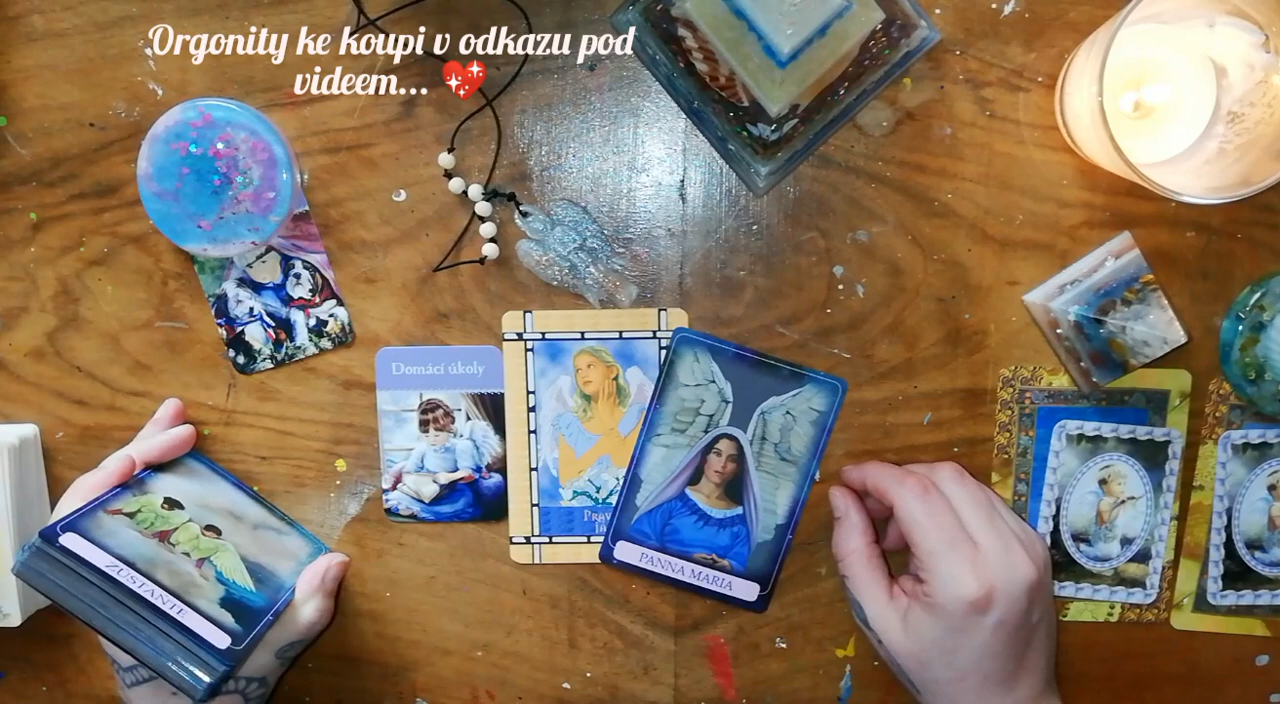 Orgonity ke koupi v odkazu pod
videem... 💖
Domácí úkoly
PANNA MARIA
ZŮSTAŇTE